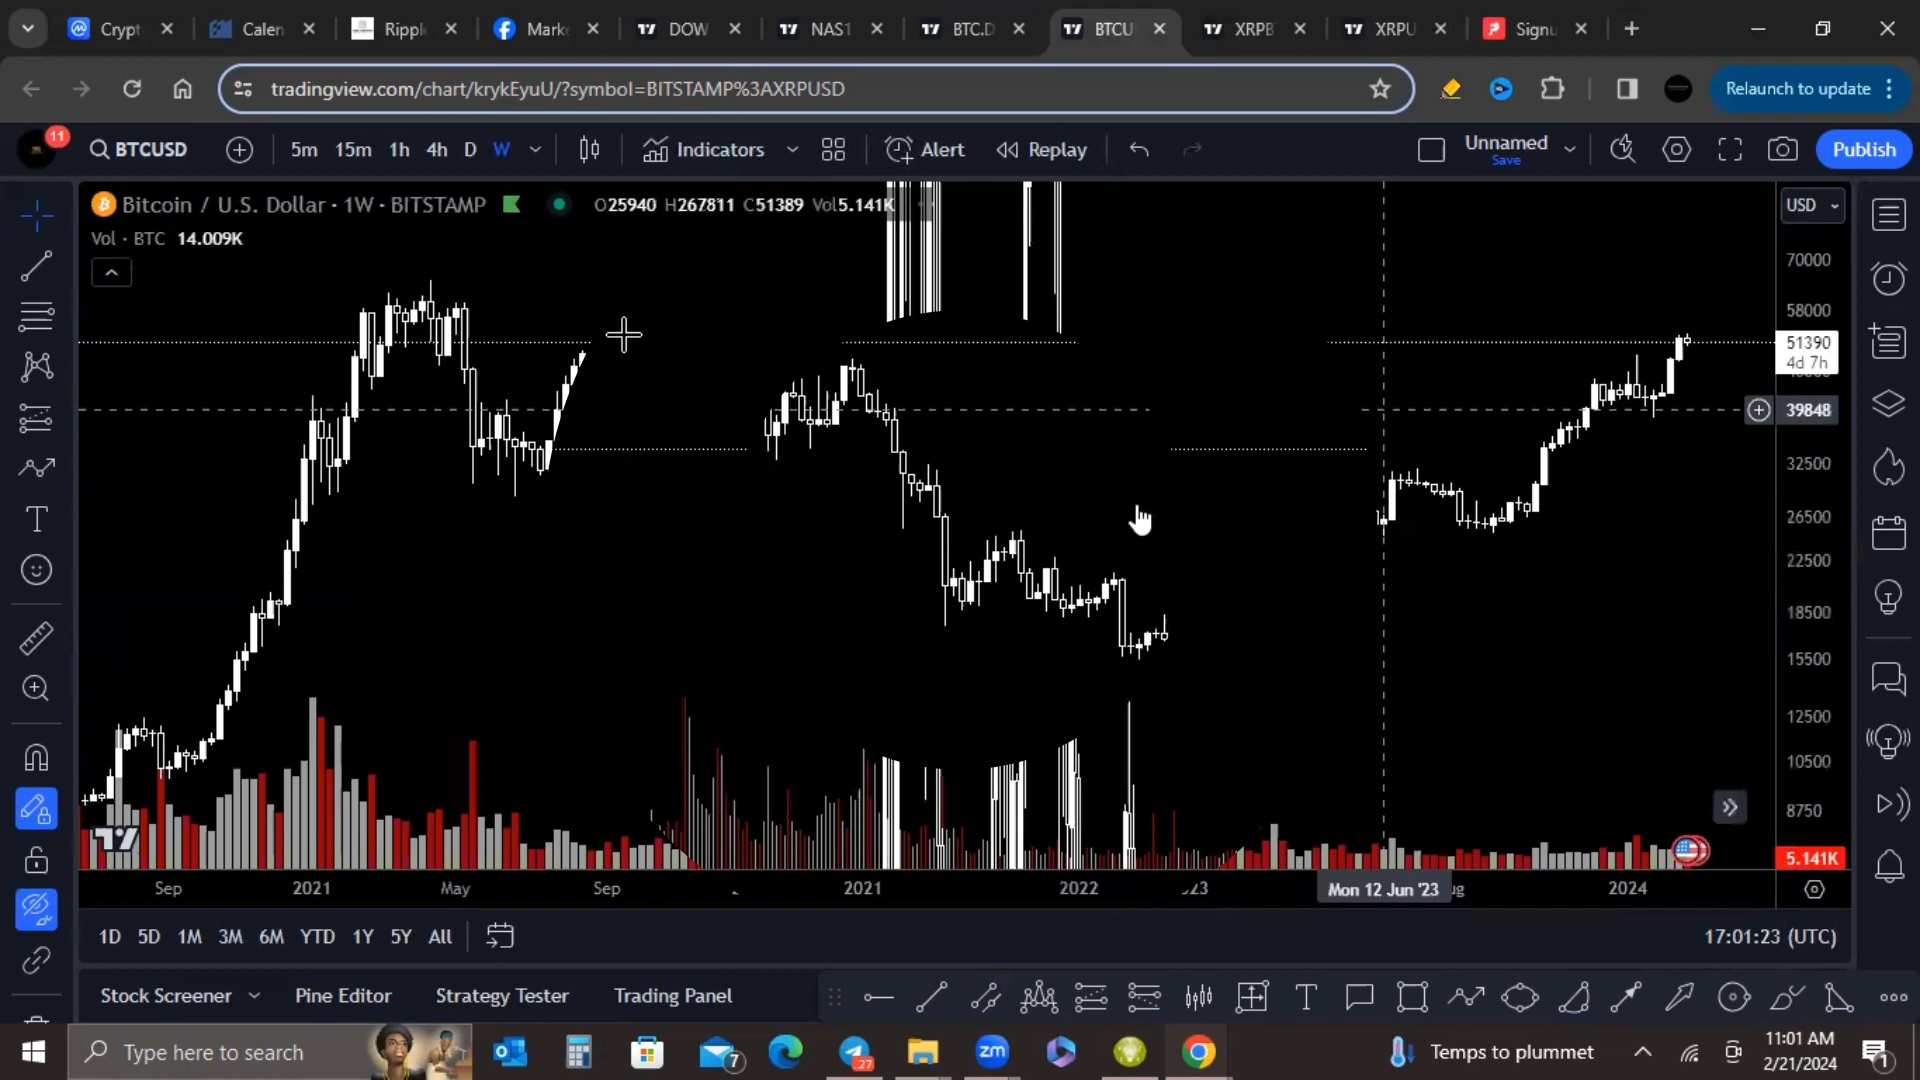 Crypt
Calen
Ripple
Mark
DOW
NAS1
BTC.D
BTCU
XRPB
XRPU
Signu
tradingview.com/chart/krykEyuU/?symbol=BITSTAMP%3AXRPUSD
Relaunch to update
11
BTCUSD
5m 15m 1h 4h D W
Indicators
Alert
Replay
Unnamed
Save
Publish
Bitcoin / U.S. Dollar · 1W · BITSTAMP
O25940 H267811 C51389 Vol5.141K
USD
Vol · BTC 14.009K
70000
58000
51390
4d 7h
39848
32500
26500
22500
18500
15500
12500
10500
8750
5.141K
Sep 2021 May Sep 2021 2022 Mon 12 Jun '23 2024
1D 5D 1M 3M 6M YTD 1Y 5Y All
17:01:23 (UTC)
Stock Screener
Pine Editor
Strategy Tester
Trading Panel
Type here to search
7
27
zm
Temps to plummet
11:01 AM
2/21/2024
1